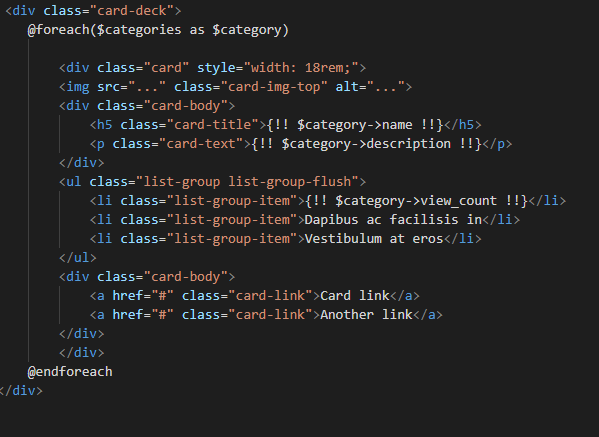 <div class="card-deck">
@foreach($categories as $category)
<div class="card" style="width: 18rem;">
<img src="..." class="card-img-top" alt="...">
<div class="card-body">
<h5 class="card-title">{!! $category->name !!}</h5>
<p class="card-text">{!! $category->description !!}</p>
</div>
<ul class="list-group list-group-flush">
<li class="list-group-item">{!! $category->view_count !!}</li>
<li class="list-group-item">Dapibus ac facilisis in</li>
<li class="list-group-item">Vestibulum at eros</li>
</ul>
<div class="card-body">
<a href="#" class="card-link">Card link</a>
<a href="#" class="card-link">Another link</a>
</div>
</div>
@endforeach
</div>